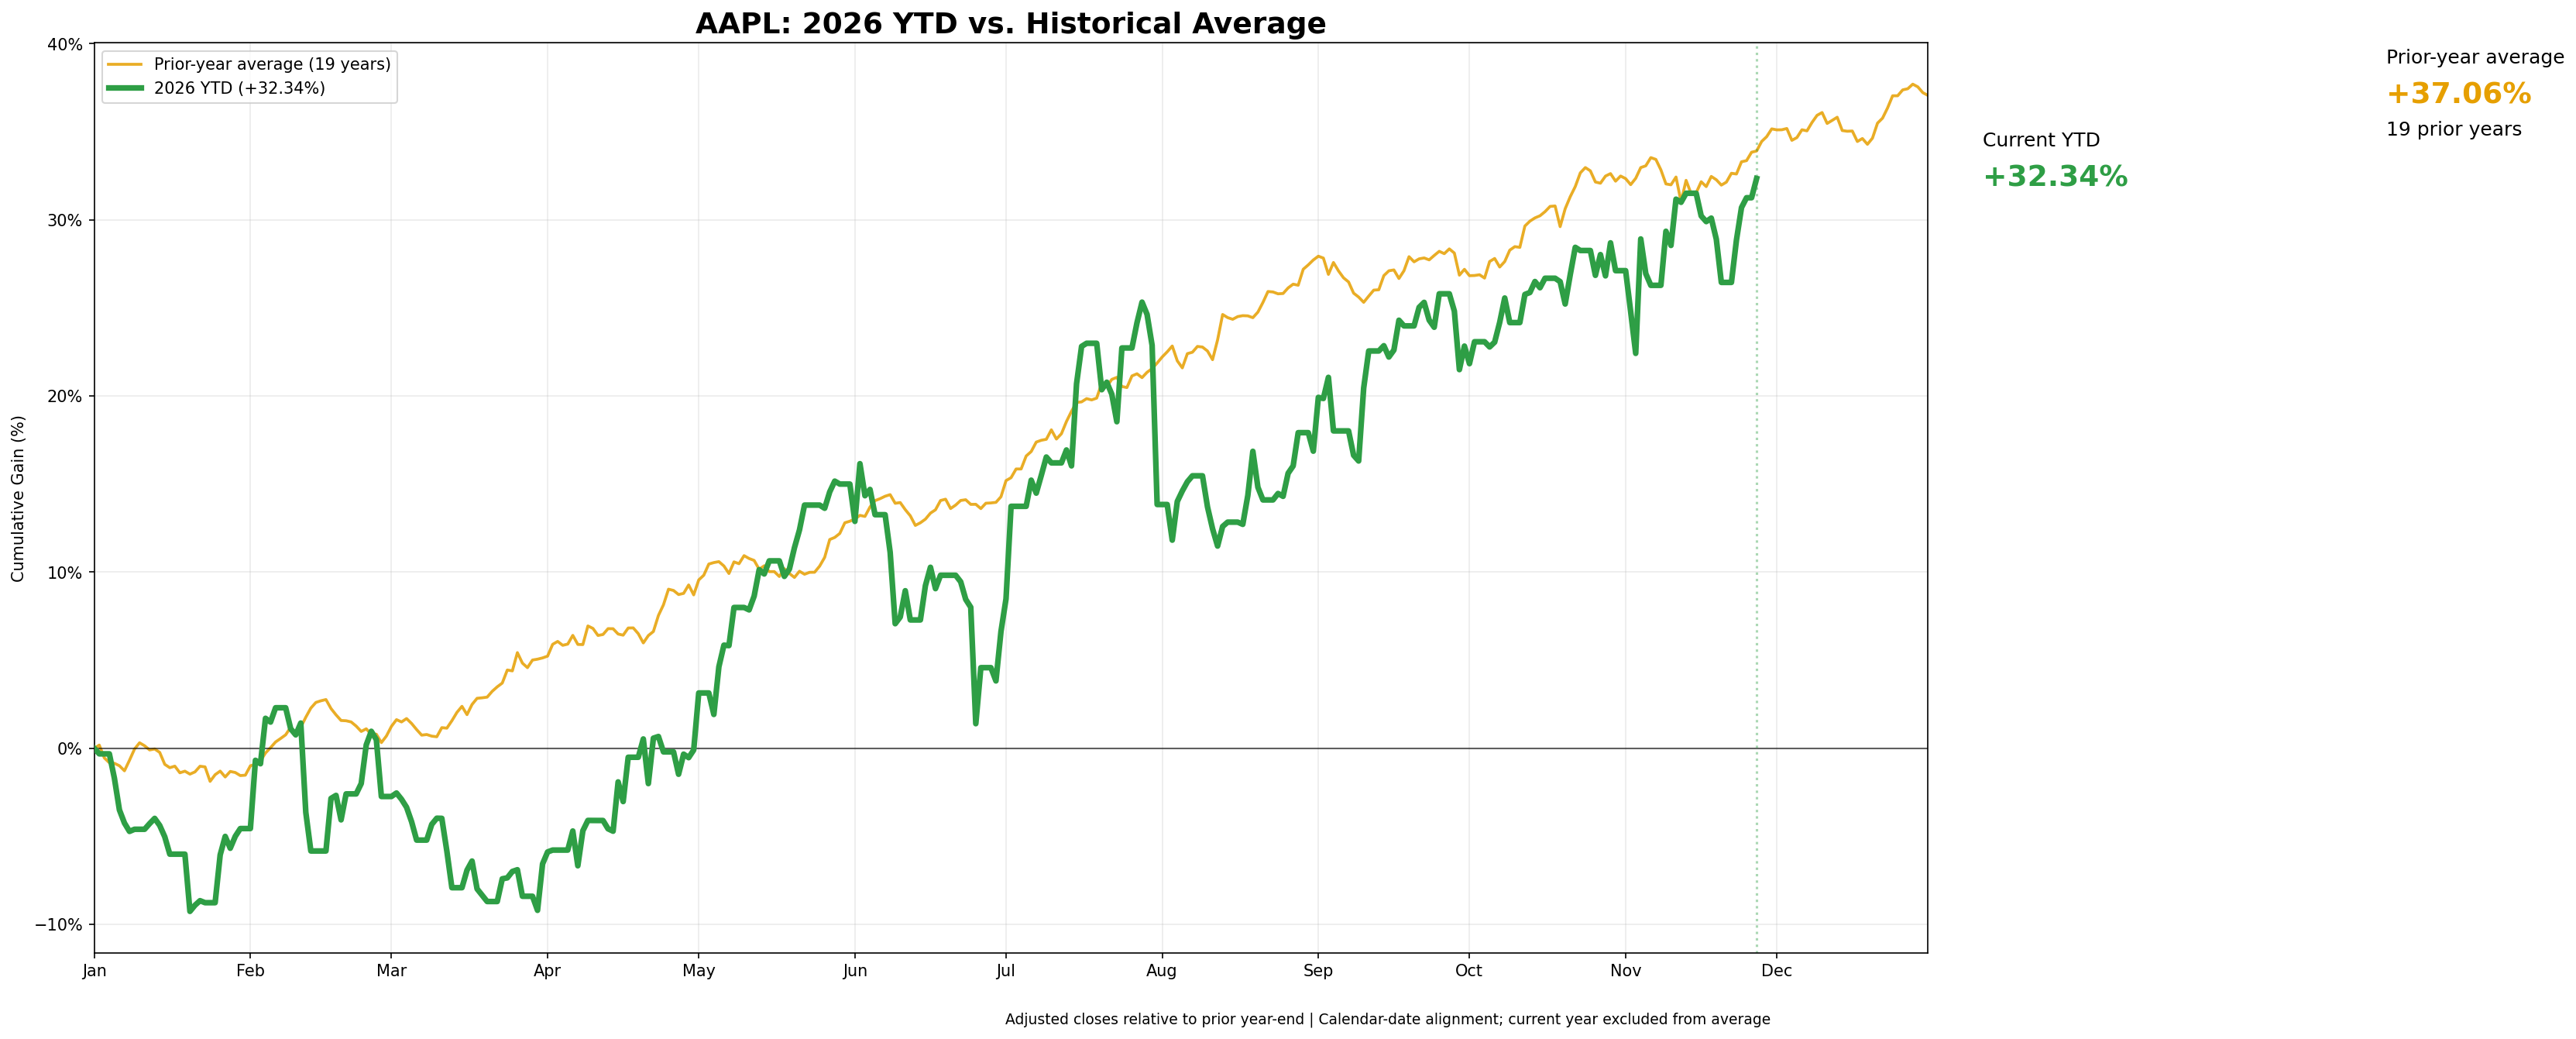 AAPL: 2026 YTD vs. Historical Average
Prior-year average (19 years)
2026 YTD (+32.34%)
Prior-year average
+37.06%
19 prior years
Current YTD
+32.34%
Cumulative Gain (%)
40%
30%
20%
10%
0%
−10%
Jan Feb Mar Apr May Jun Jul Aug Sep Oct Nov Dec
Adjusted closes relative to prior year-end | Calendar-date alignment; current year excluded from average